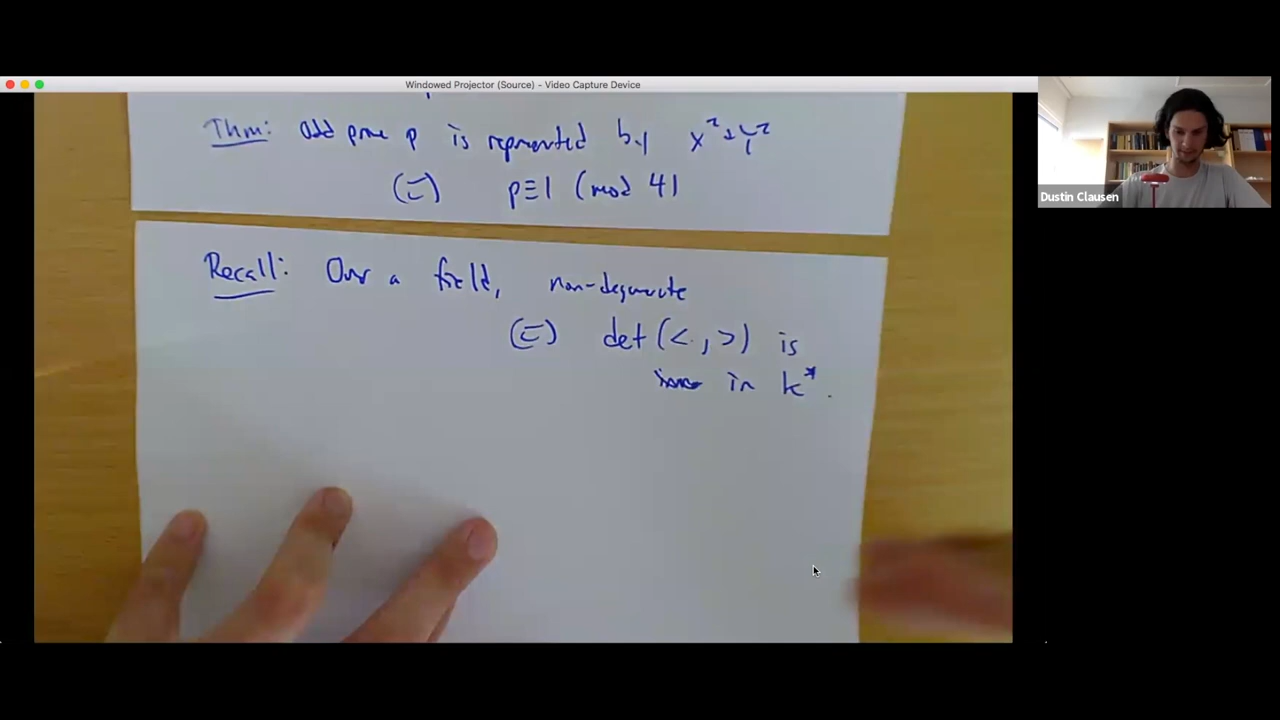 Windowed Projector (Source) - Video Capture Device
Thm: Odd prime p is represented by x²+y²
⟺ p≡1 (mod 4)
Dustin Clausen
Recall: Over a field, non-degenerate
⟺ det(<,>) is
in k*.